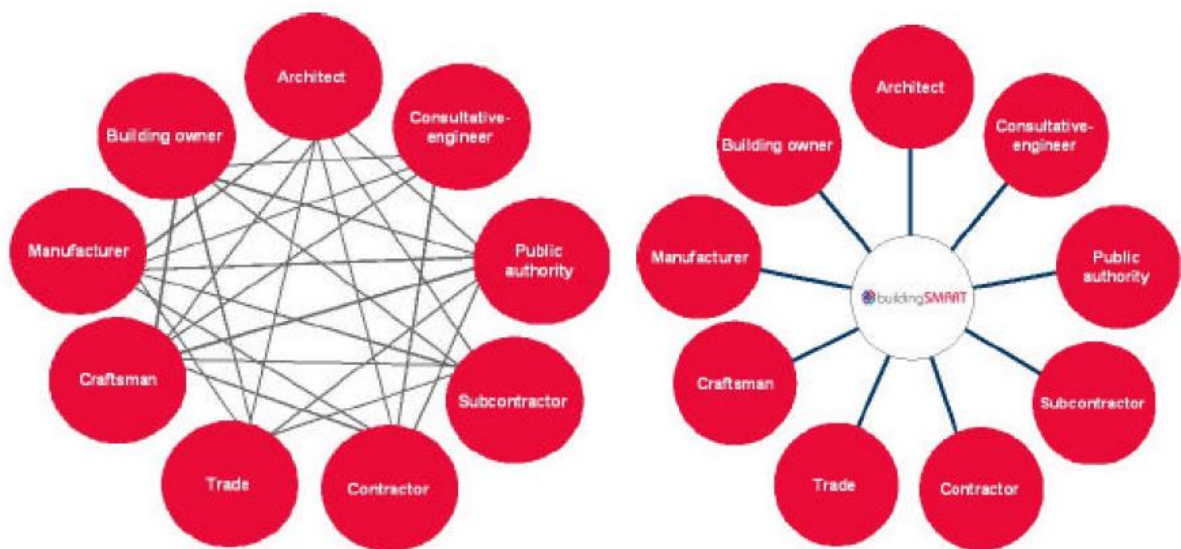 Architect
Consultative-
engineer
Building owner
Manufacturer
Public
authority
Craftsman
Subcontractor
Trade
Contractor
Architect
Consultative-
engineer
Building owner
Manufacturer
Public
authority
buildingSMART
Craftsman
Subcontractor
Trade
Contractor